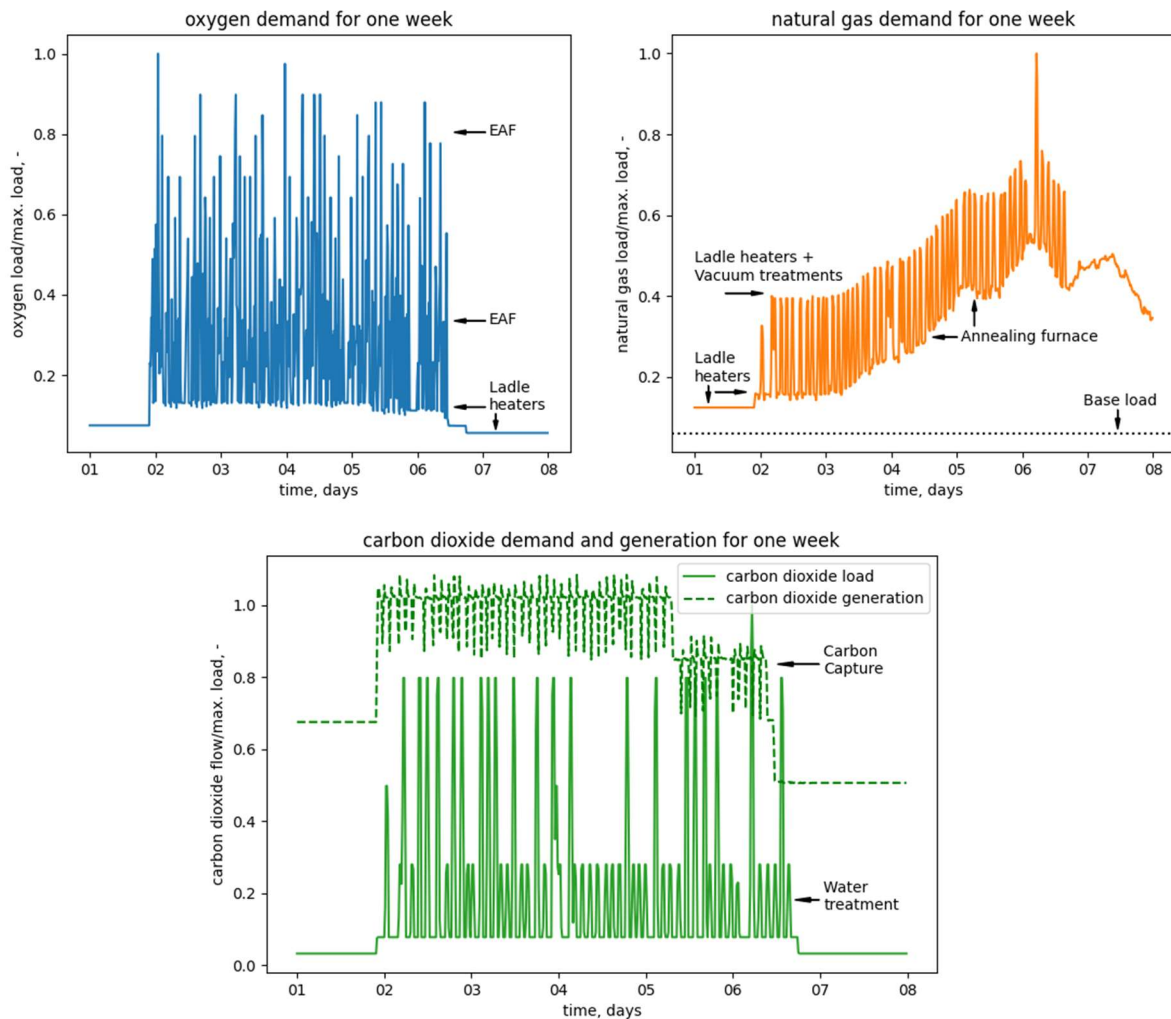 oxygen demand for one week
oxygen load/max. load, -
1.0
0.8
0.6
0.4
0.2
EAF
EAF
Ladle
heaters
01 02 03 04 05 06 07 08
time, days
natural gas demand for one week
natural gas load/max. load, -
1.0
0.8
0.6
0.4
0.2
Ladle heaters +
Vacuum treatments
Ladle
heaters
Annealing furnace
Base load
01 02 03 04 05 06 07 08
time, days
carbon dioxide demand and generation for one week
carbon dioxide flow/max. load, -
1.0
0.8
0.6
0.4
0.2
0.0
carbon dioxide load
carbon dioxide generation
Carbon
Capture
Water
treatment
01 02 03 04 05 06 07 08
time, days